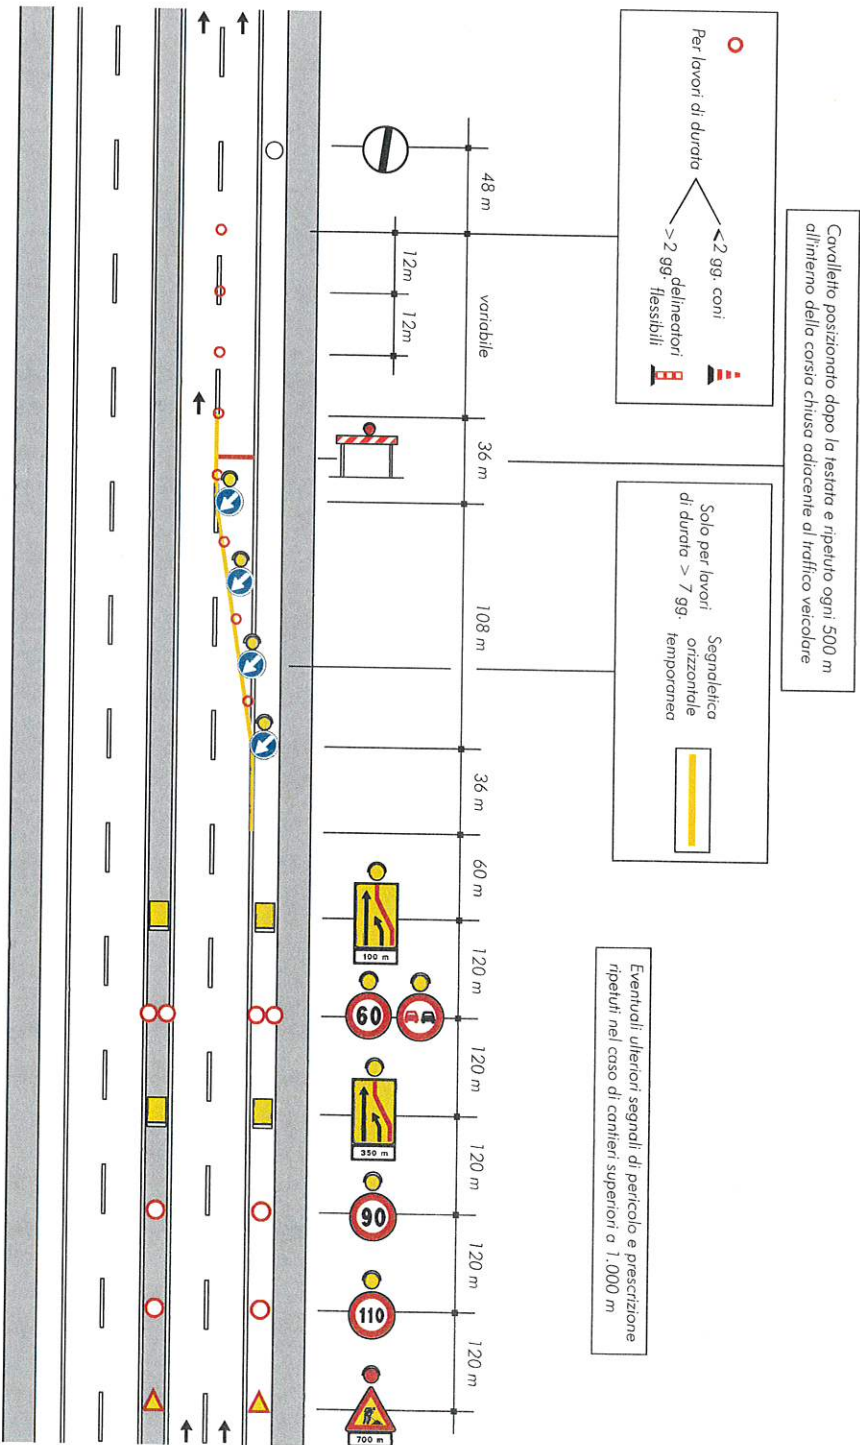 Cavalletto posizionato dopo la testata e ripetuto ogni 500 m
all'interno della corsia chiusa adiacente al traffico veicolare
Per lavori di durata
<2 gg. coni
>2 gg. delineatori
flessibili
Solo per lavori
di durata > 7 gg.
Segnaletica
orizzontale
temporanea
Eventuali ulteriori segnali di pericolo e prescrizione
ripetuti nel caso di cantieri superiori a 1.000 m
48 m
variabile
36 m
108 m
36 m
60 m
120 m
120 m
120 m
120 m
120 m
12m
12m
100 m
60
350 m
90
110
700 m